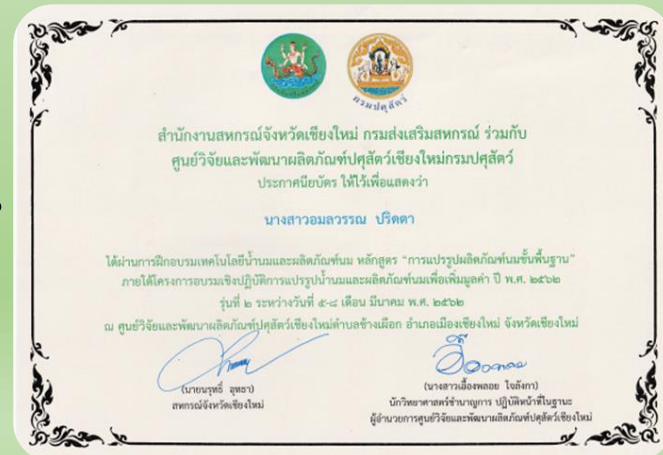 กรมปศุสัตว์
สำนักงานสหกรณ์จังหวัดเชียงใหม่ กรมส่งเสริมสหกรณ์ ร่วมกับ
ศูนย์วิจัยและพัฒนาผลิตภัณฑ์ปศุสัตว์เชียงใหม่กรมปศุสัตว์
ประกาศนียบัตร ให้ไว้เพื่อแสดงว่า
นางสาวอมลวรรณ ปริดตา
ได้ผ่านการฝึกอบรมเทคโนโลยีน้ำนมและผลิตภัณฑ์นม หลักสูตร “การแปรรูปผลิตภัณฑ์นมขั้นพื้นฐาน”
ภายใต้โครงการอบรมเชิงปฏิบัติการแปรรูปน้ำนมและผลิตภัณฑ์นมเพื่อเพิ่มมูลค่า ปี พ.ศ. ๒๕๖๒
รุ่นที่ ๒ ระหว่างวันที่ ๕-๘ เดือน มีนาคม พ.ศ. ๒๕๖๒
ณ ศูนย์วิจัยและพัฒนาผลิตภัณฑ์ปศุสัตว์เชียงใหม่ตำบลช้างเผือก อำเภอเมืองเชียงใหม่ จังหวัดเชียงใหม่
(นายนฤทธิ์ อุทธา)
สหกรณ์จังหวัดเชียงใหม่
(นางสาวเอื้องพลอย ใจลังกา)
นักวิทยาศาสตร์ชำนาญการ ปฏิบัติหน้าที่ในฐานะ
ผู้อำนวยการศูนย์วิจัยและพัฒนาผลิตภัณฑ์ปศุสัตว์เชียงใหม่